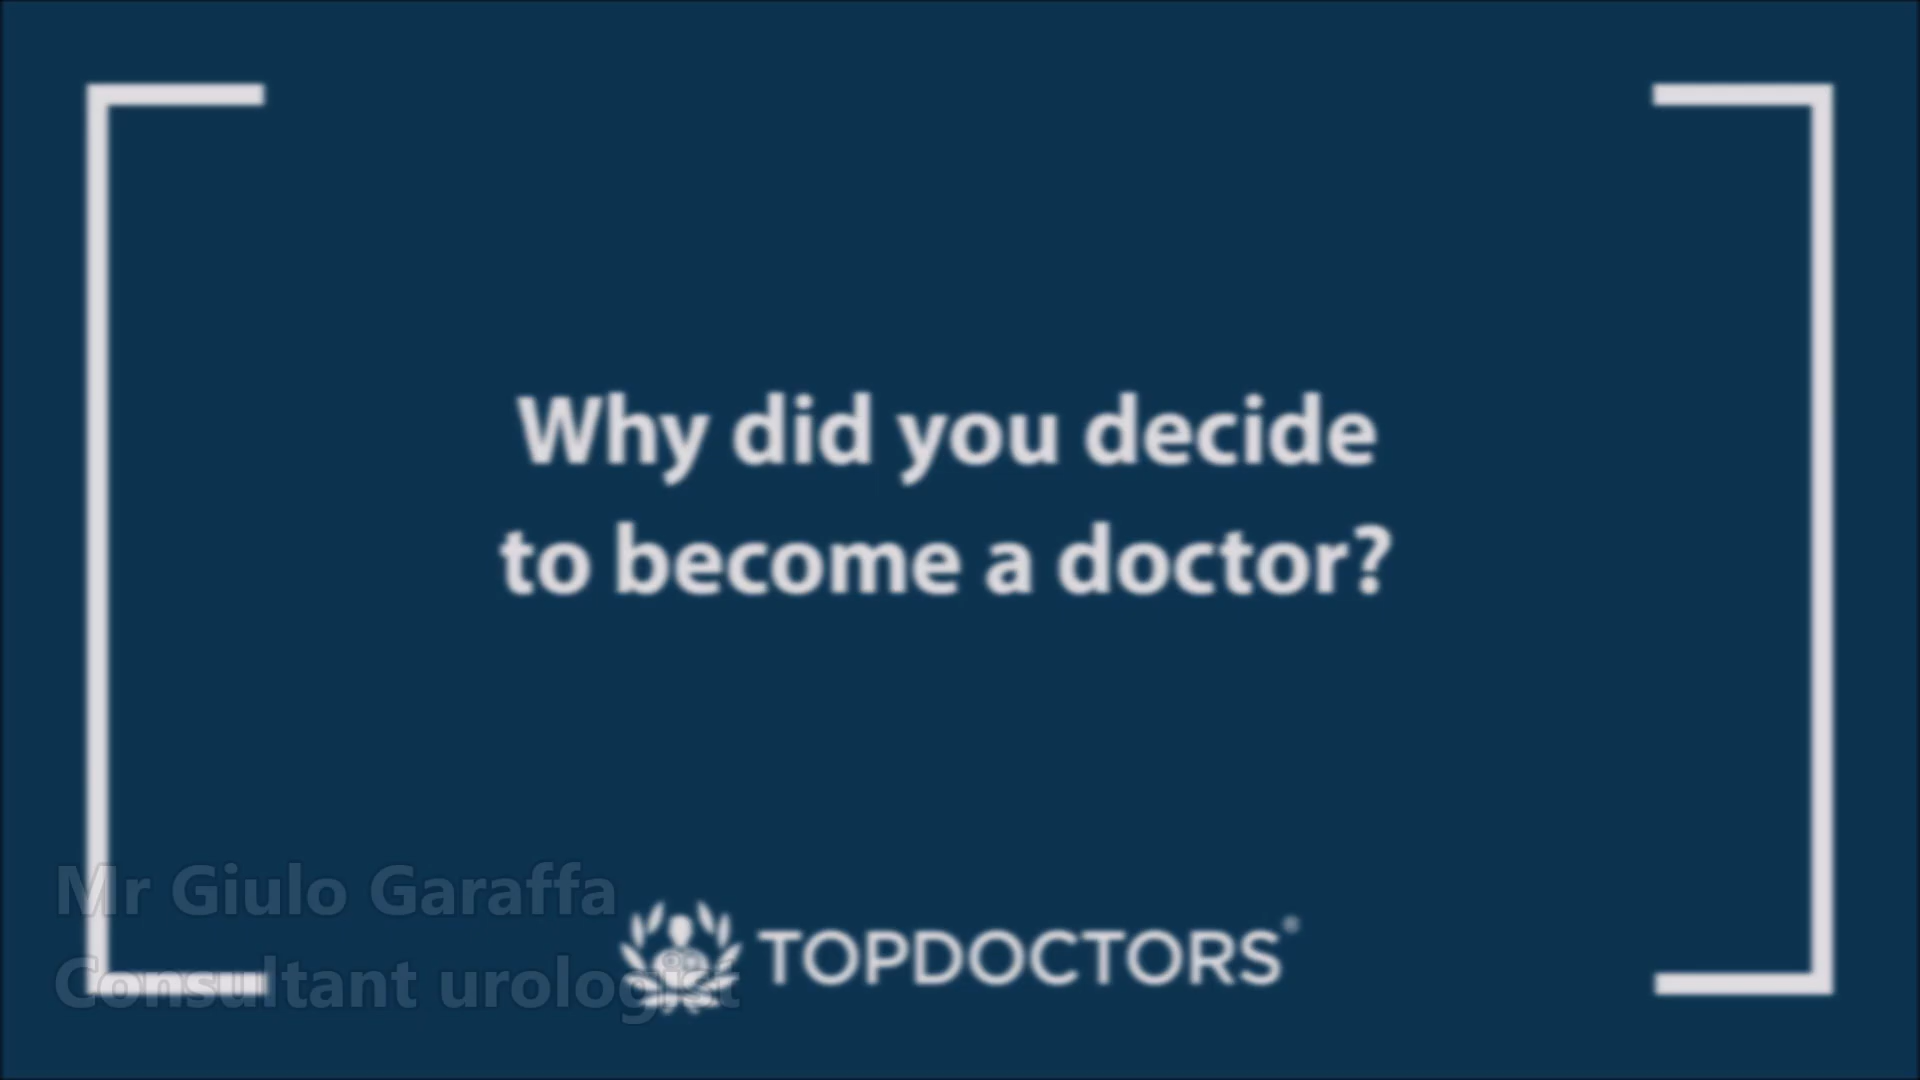 Why did you decide
to become a doctor?
Mr Giulo Garaffa
Consultant urologist
TOPDOCTORS®